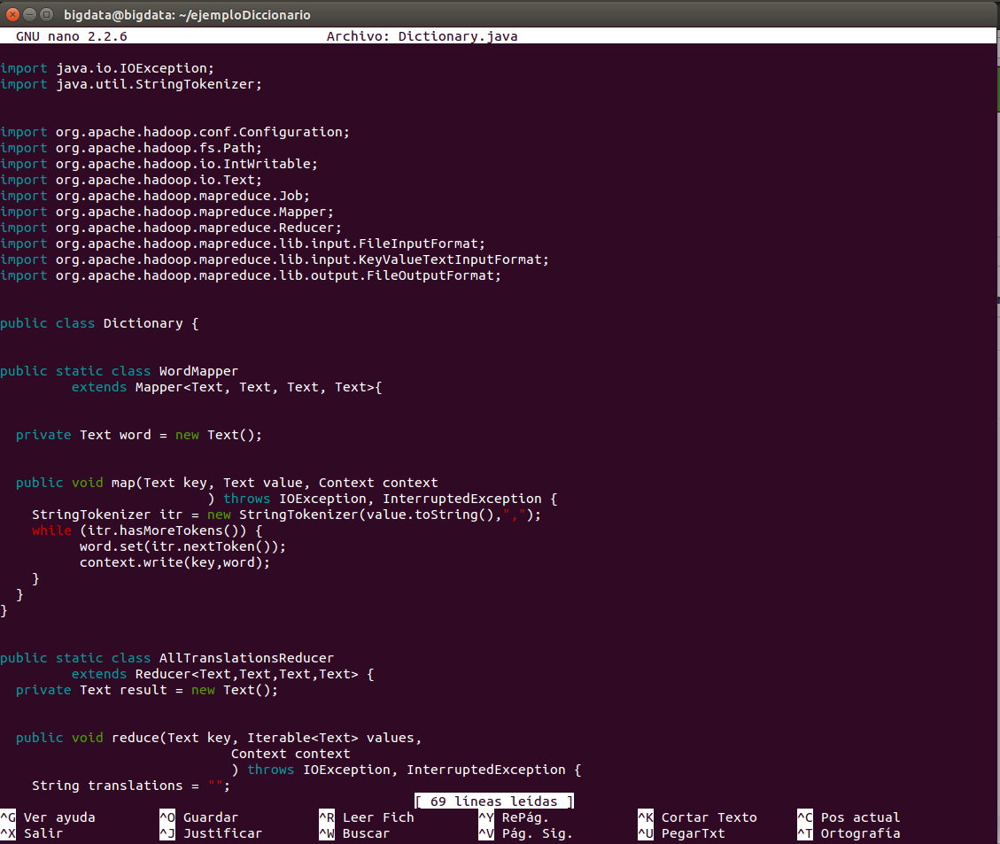 bigdata@bigdata: ~/ejemploDiccionario
GNU nano 2.2.6 Archivo: Dictionary.java
import java.io.IOException;
import java.util.StringTokenizer;
import org.apache.hadoop.conf.Configuration;
import org.apache.hadoop.fs.Path;
import org.apache.hadoop.io.IntWritable;
import org.apache.hadoop.io.Text;
import org.apache.hadoop.mapreduce.Job;
import org.apache.hadoop.mapreduce.Mapper;
import org.apache.hadoop.mapreduce.Reducer;
import org.apache.hadoop.mapreduce.lib.input.FileInputFormat;
import org.apache.hadoop.mapreduce.lib.input.KeyValueTextInputFormat;
import org.apache.hadoop.mapreduce.lib.output.FileOutputFormat;
public class Dictionary {
public static class WordMapper
extends Mapper<Text, Text, Text, Text>{
private Text word = new Text();
public void map(Text key, Text value, Context context
) throws IOException, InterruptedException {
StringTokenizer itr = new StringTokenizer(value.toString(),",");
while (itr.hasMoreTokens()) {
word.set(itr.nextToken());
context.write(key,word);
}
}
}
public static class AllTranslationsReducer
extends Reducer<Text,Text,Text,Text> {
private Text result = new Text();
public void reduce(Text key, Iterable<Text> values,
Context context
) throws IOException, InterruptedException {
String translations = "";
[ 69 líneas leídas ]
^G Ver ayuda ^O Guardar ^R Leer Fich ^Y RePág. ^K Cortar Texto ^C Pos actual
^X Salir ^J Justificar ^W Buscar ^V Pág. Sig. ^U PegarTxt ^T Ortografía